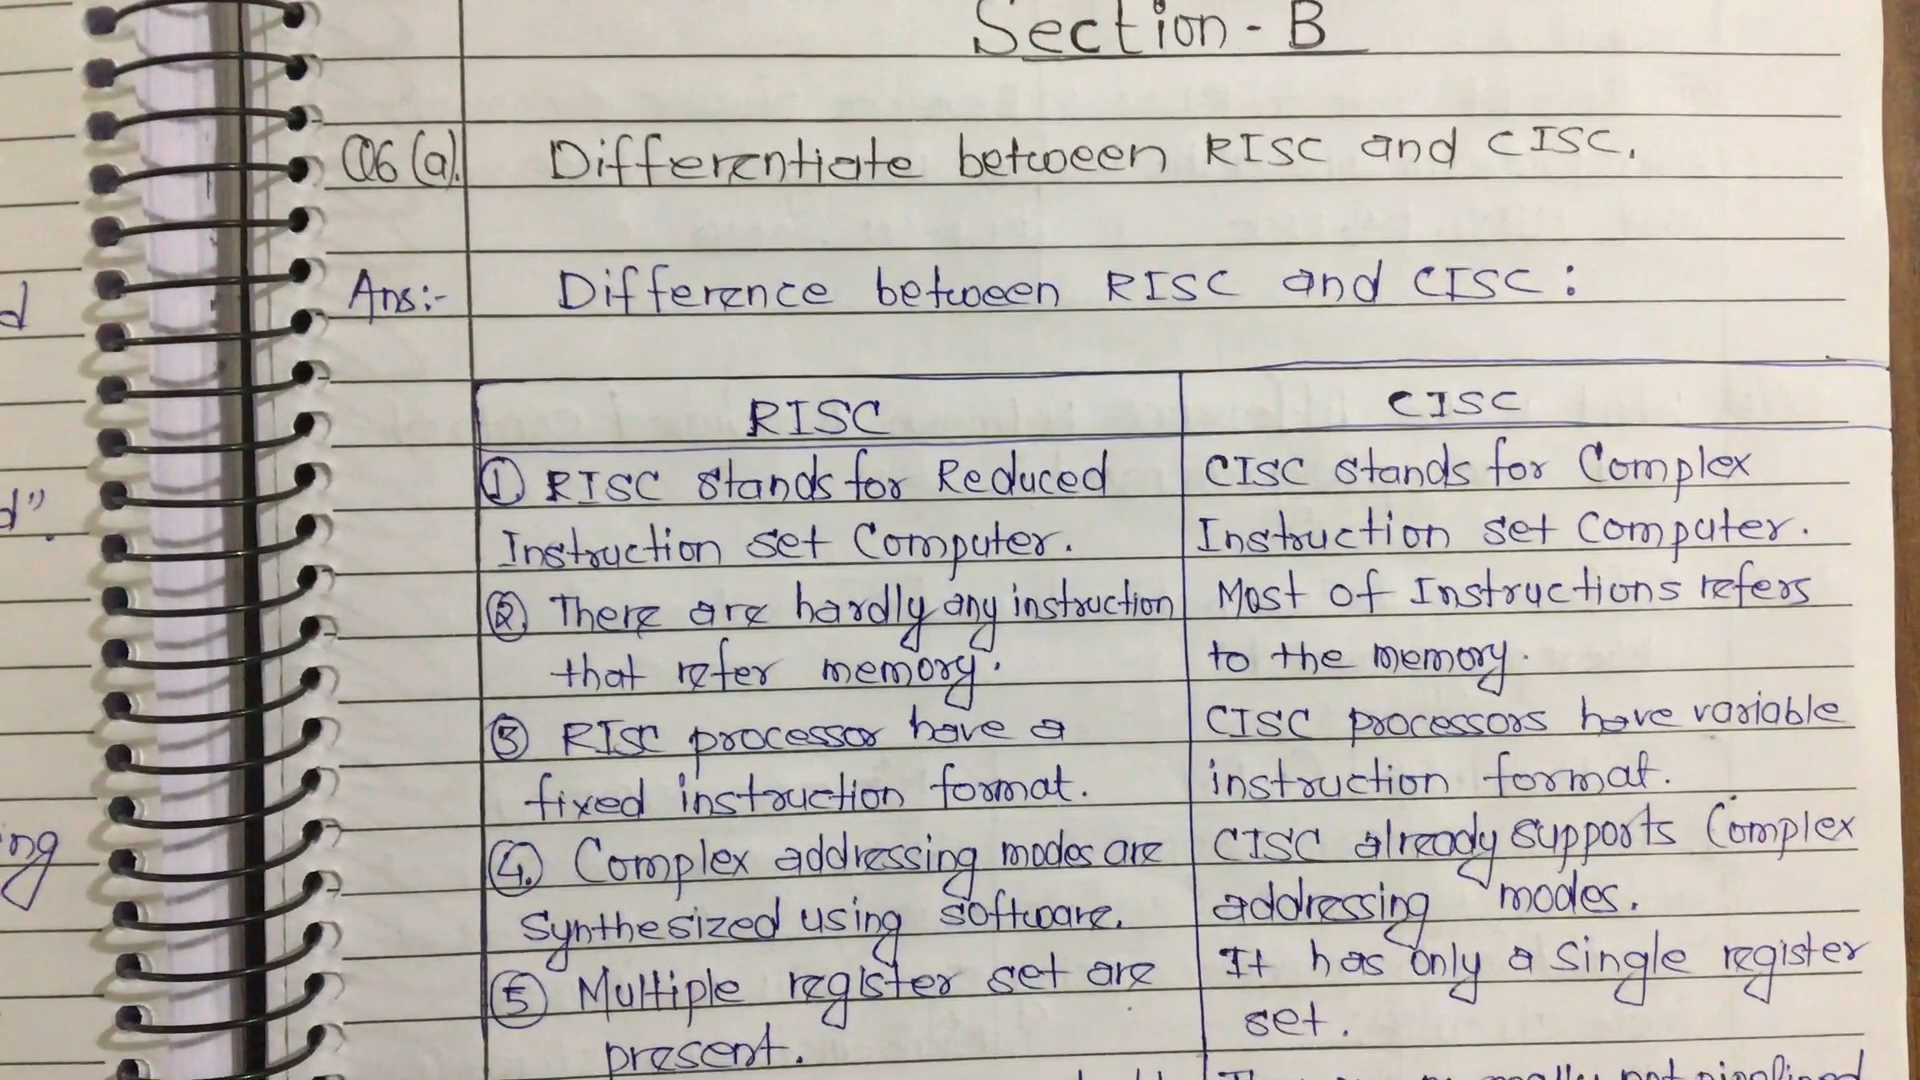 Section - B
Q6 (a). Differentiate between RISC and CISC.
Ans:- Difference between RISC and CISC :
RISC
① RISC stands for Reduced
Instruction set Computer.
② There are hardly any instruction
that refer memory.
③ RISC processor have a
fixed instruction format.
④ Complex addressing modes are
synthesized using software.
⑤ Multiple register set are
present.
CISC
CISC stands for Complex
Instruction set Computer.
Most of Instructions refers
to the memory.
CISC processors have variable
instruction format.
CISC already supports Complex
addressing modes.
It has only a single register
set.
d
d".
ng